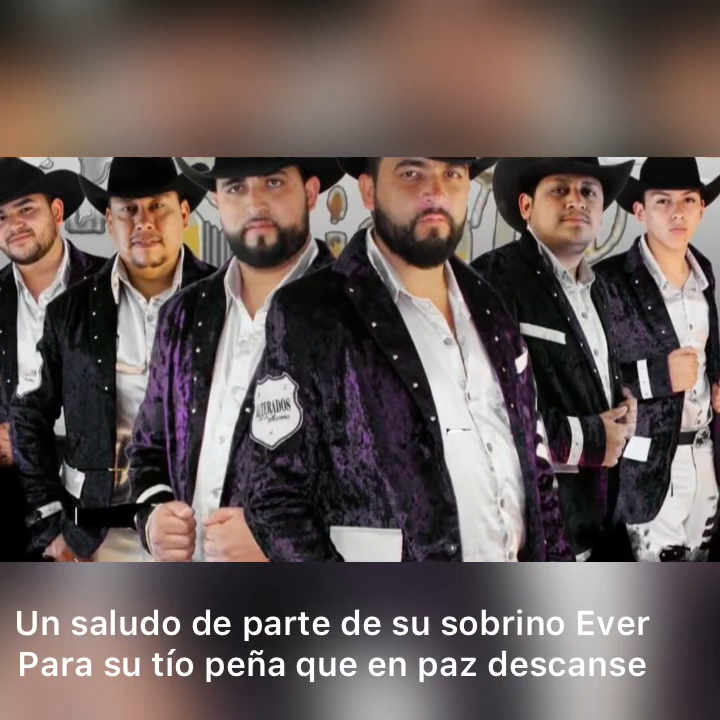 ALTERADOS
Un saludo de parte de su sobrino Ever
Para su tío peña que en paz descanse